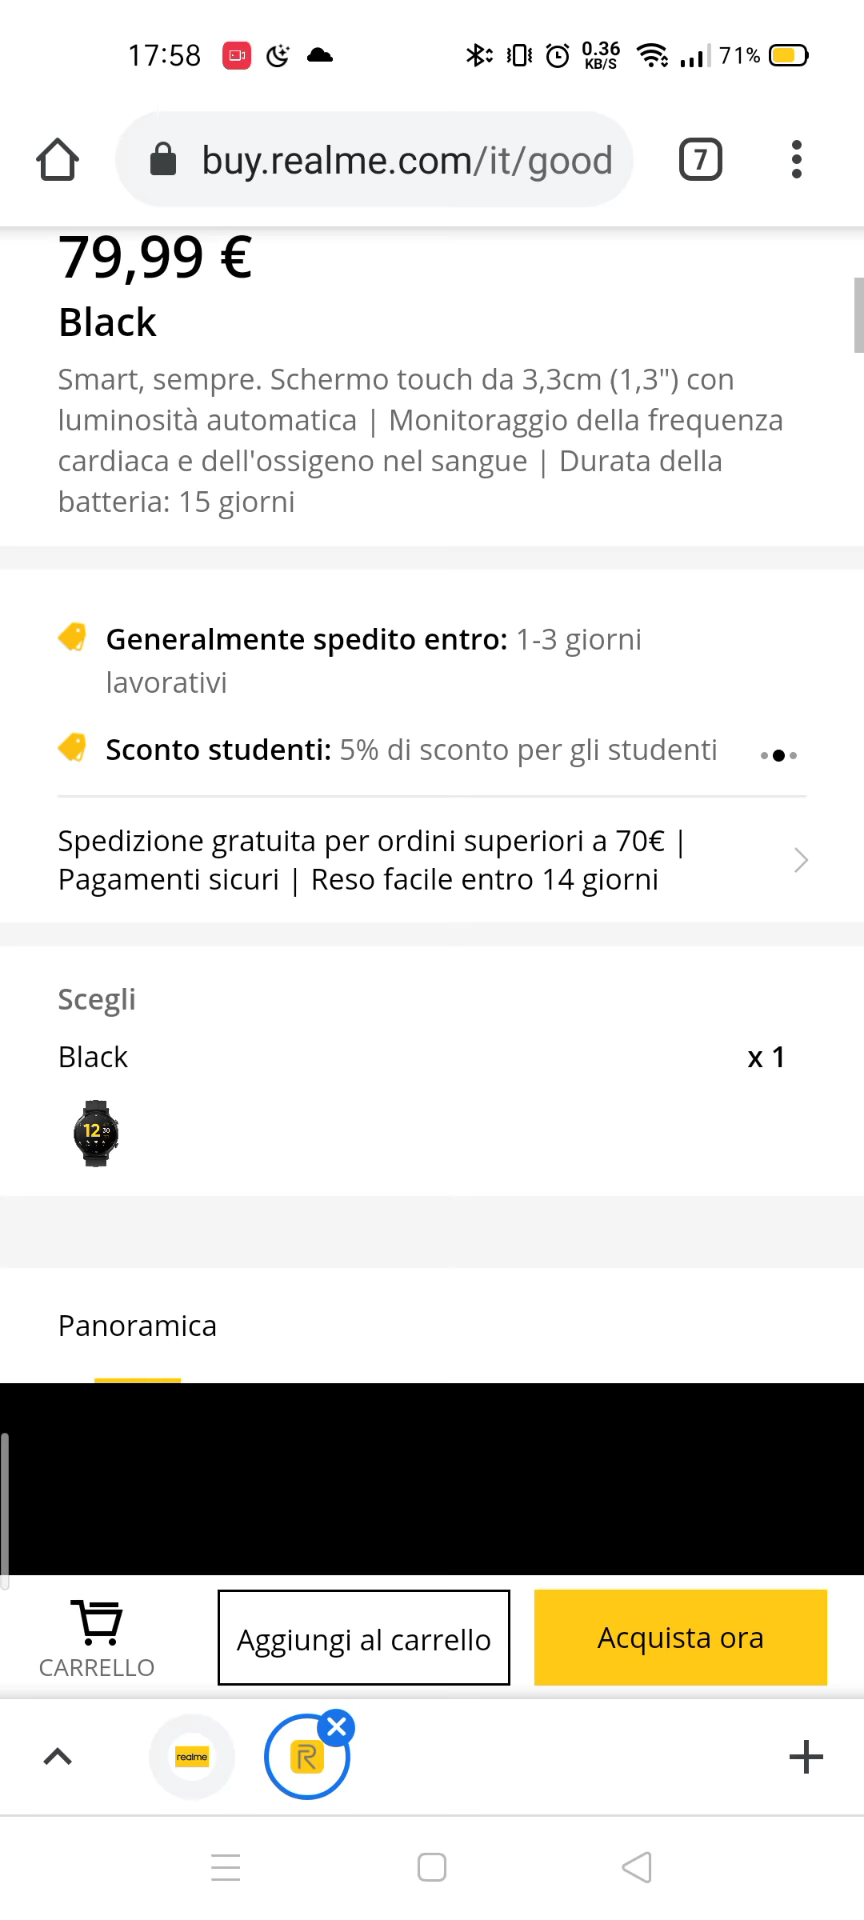 17:58
0.36
KB/S
71%
buy.realme.com/it/good
7
79,99 €
Black
Smart, sempre. Schermo touch da 3,3cm (1,3") con
luminosità automatica | Monitoraggio della frequenza
cardiaca e dell'ossigeno nel sangue | Durata della
batteria: 15 giorni
Generalmente spedito entro: 1-3 giorni
lavorativi
Sconto studenti: 5% di sconto per gli studenti
Spedizione gratuita per ordini superiori a 70€ |
Pagamenti sicuri | Reso facile entro 14 giorni
Scegli
Black
x 1
12 30
Panoramica
CARRELLO
Aggiungi al carrello
Acquista ora
realme
R